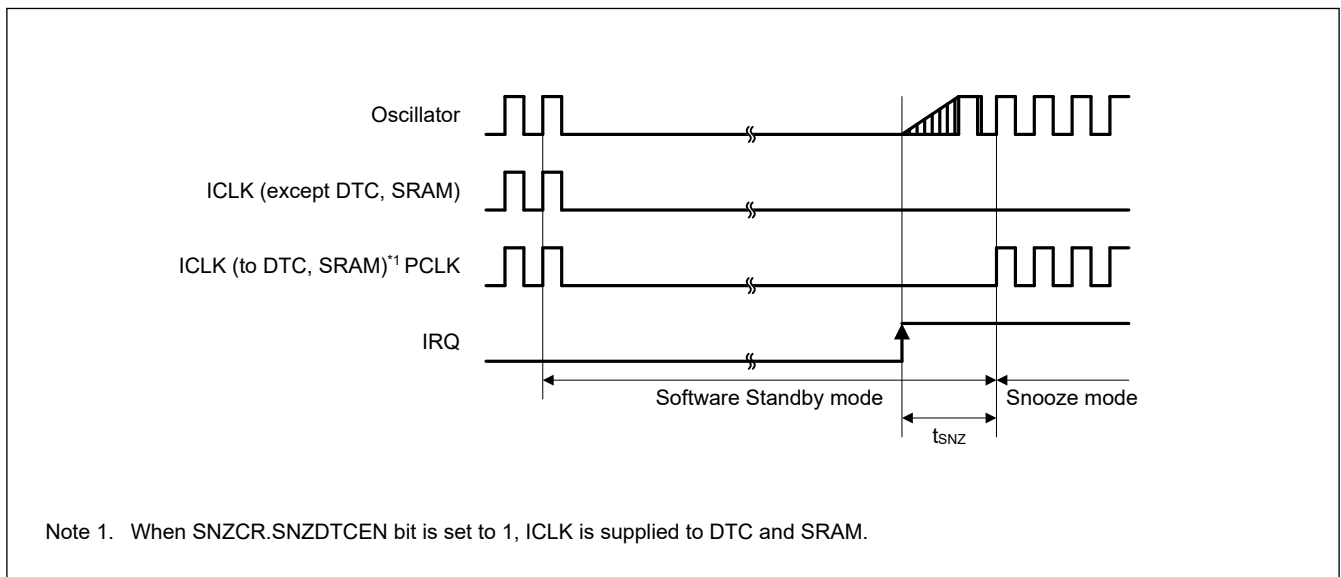 Oscillator
ICLK (except DTC, SRAM)
ICLK (to DTC, SRAM)*1 PCLK
IRQ
Software Standby mode
Snooze mode
tSNZ
Note 1. When SNZCR.SNZDTCEN bit is set to 1, ICLK is supplied to DTC and SRAM.